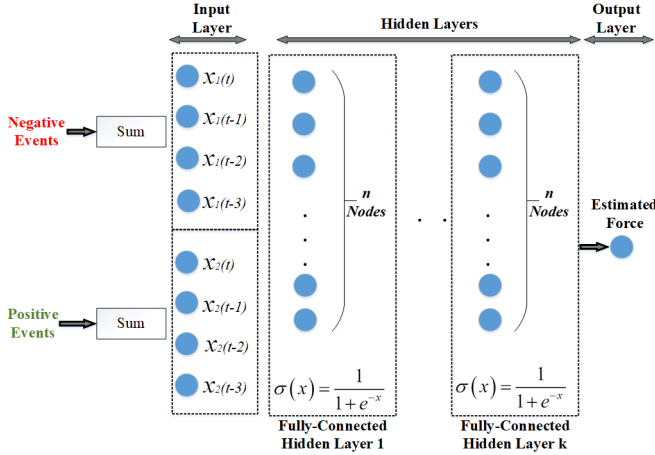 Input
Layer
Hidden Layers
Output
Layer
Negative
Events
Sum
x1(t)
x1(t-1)
x1(t-2)
x1(t-3)
Positive
Events
Sum
x2(t)
x2(t-1)
x2(t-2)
x2(t-3)
n
Nodes
σ(x) = 1 / (1 + e^{-x})
Fully-Connected
Hidden Layer 1
. .
n
Nodes
σ(x) = 1 / (1 + e^{-x})
Fully-Connected
Hidden Layer k
Estimated
Force